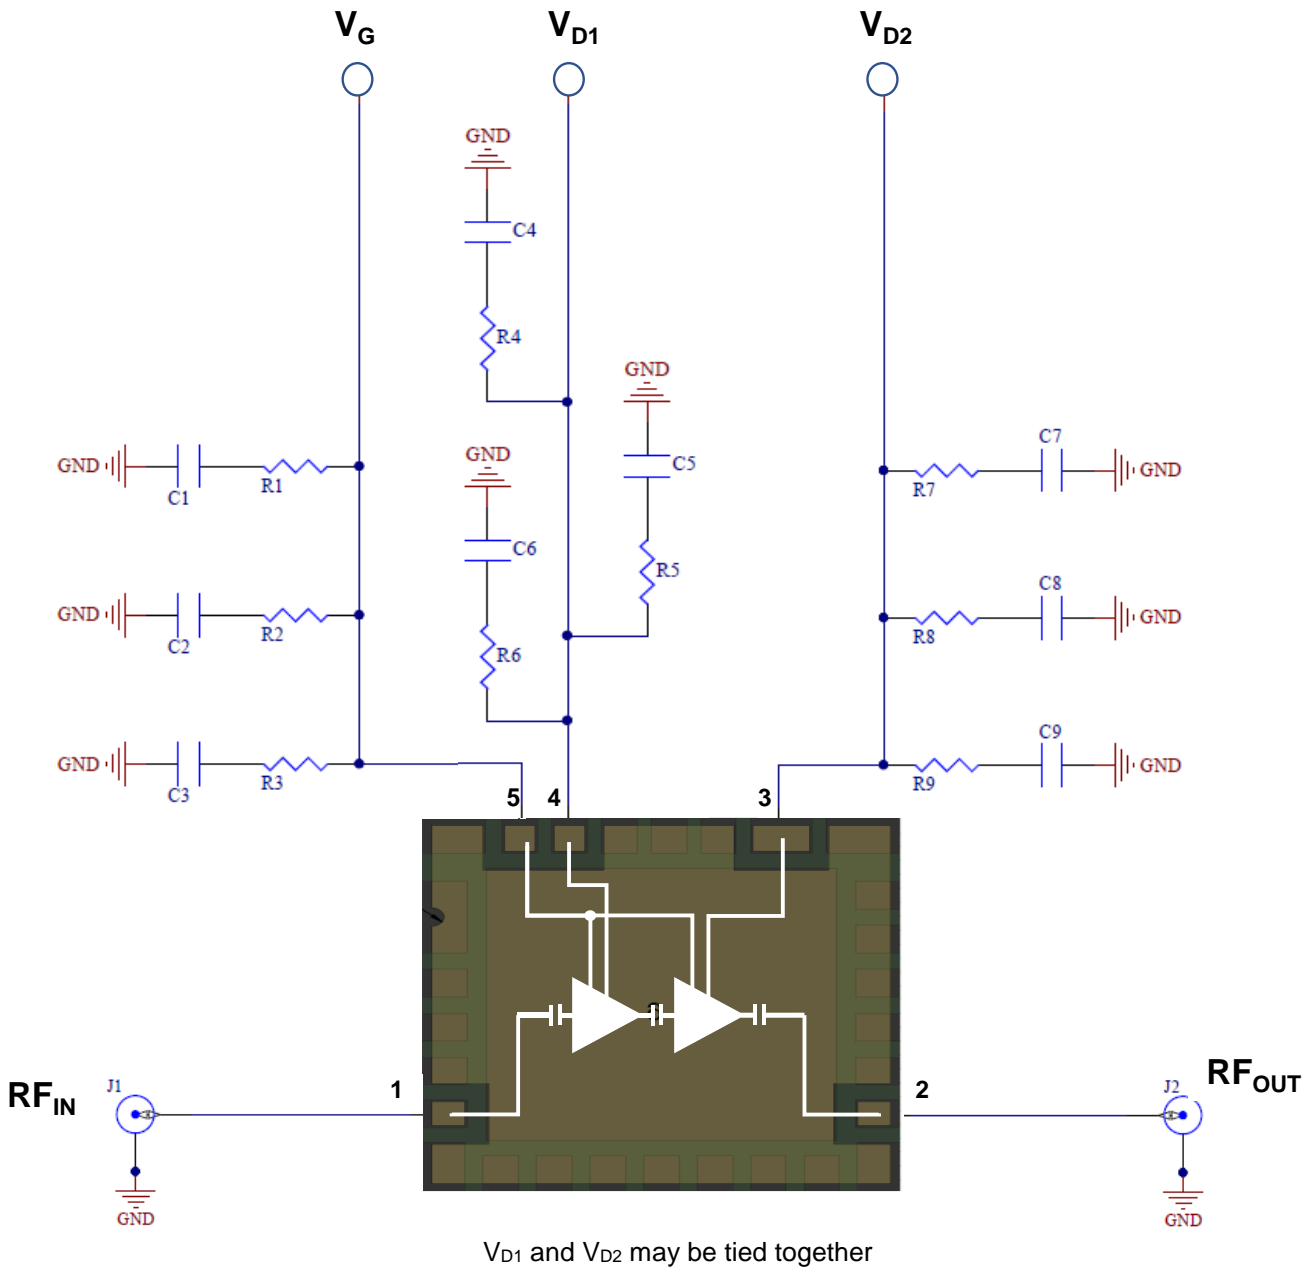 VG VD1 VD2
GND
C4
R4
GND
GND C1 R1
GND
C5
C7
R7 GND
C6
R5
C8
GND C2 R2
R8 GND
R6
C9
GND C3 R3
R9 GND
5 4 3
RFIN J1 1
2 J2 RFOUT
GND
GND
VD1 and VD2 may be tied together